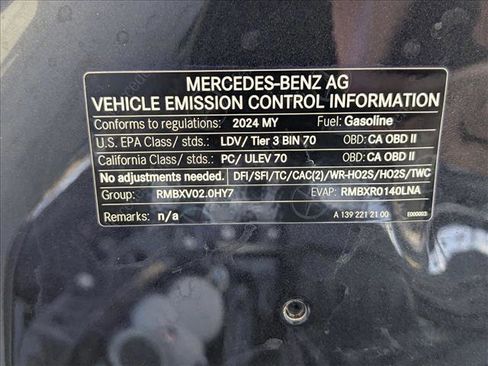 MERCEDES-BENZ AG
VEHICLE EMISSION CONTROL INFORMATION
Conforms to regulations: 2024 MY Fuel: Gasoline
U.S. EPA Class/ stds.: LDV/ Tier 3 BIN 70 OBD: CA OBD II
California Class/ stds.: PC/ ULEV 70 OBD: CA OBD II
No adjustments needed. DFI/SFI/TC/CAC(2)/WR-HO2S/HO2S/TWC
Group: RMBXV02.0HY7 EVAP: RMBXR0140LNA
Remarks: n/a A 139 221 21 00 E000003